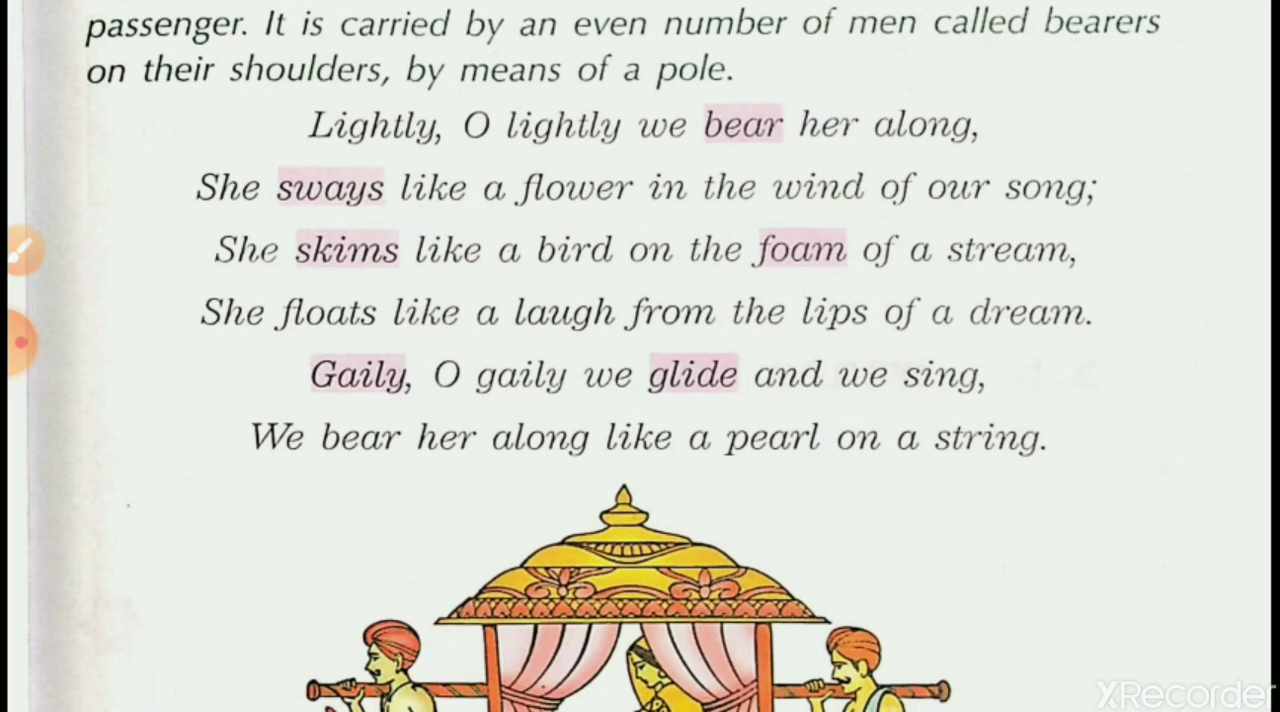 passenger. It is carried by an even number of men called bearers
on their shoulders, by means of a pole.
Lightly, O lightly we bear her along,
She sways like a flower in the wind of our song;
She skims like a bird on the foam of a stream,
She floats like a laugh from the lips of a dream.
Gaily, O gaily we glide and we sing,
We bear her along like a pearl on a string.
XRecorder